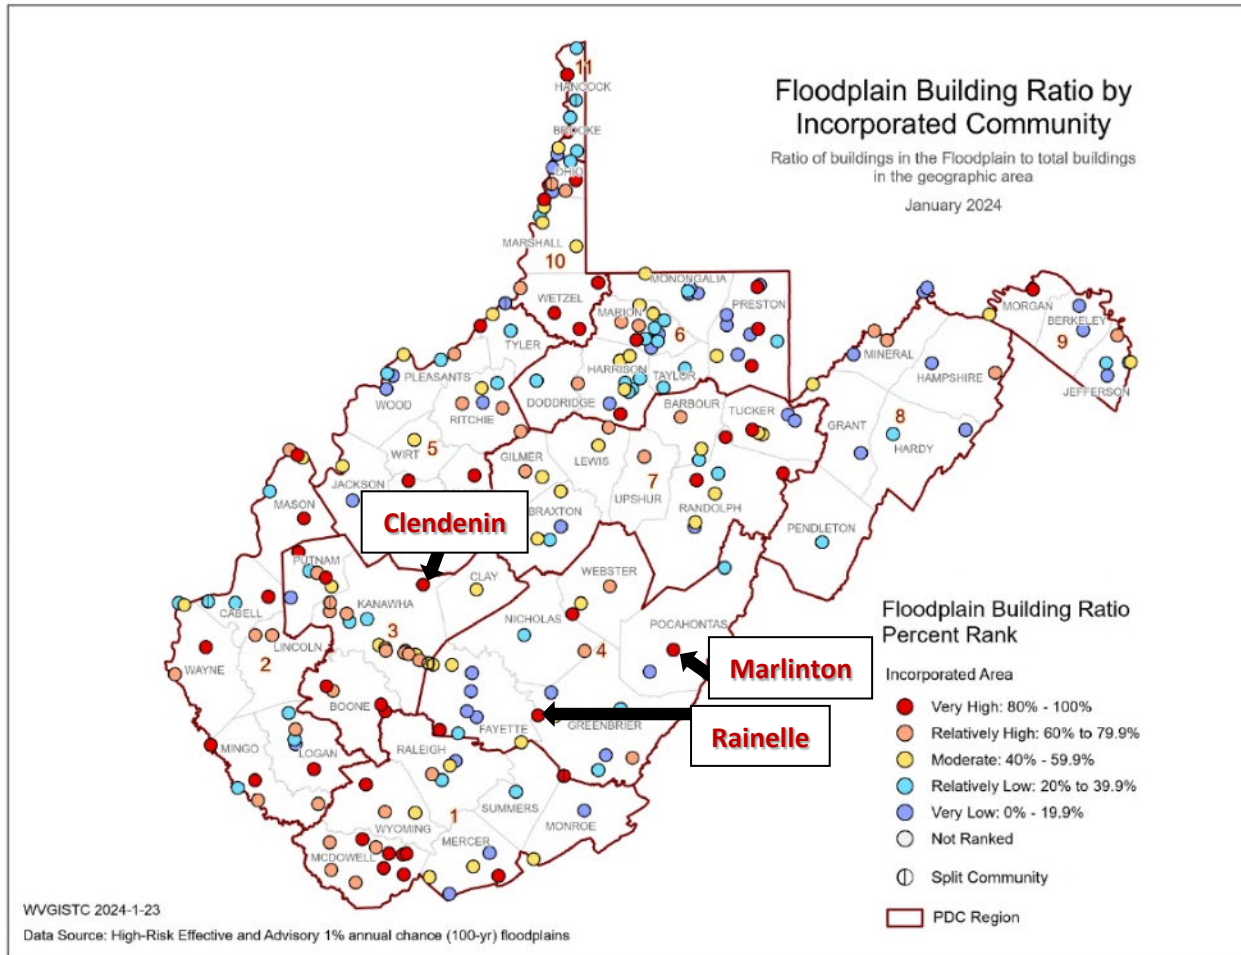 Floodplain Building Ratio by
Incorporated Community
Ratio of buildings in the Floodplain to total buildings
in the geographic area
January 2024
11
HANCOCK
BROOKE
OHIO
MARSHALL
10
WETZEL
MONONGALIA
PRESTON
MARION
6
TYLER
PLEASANTS
HARRISON
TAYLOR
WOOD
DODDRIDGE
RITCHIE
BARBOUR
TUCKER
MORGAN
BERKELEY
9
JEFFERSON
MINERAL
HAMPSHIRE
GRANT
8
HARDY
WIRT
5
GILMER
LEWIS
7
UPSHUR
JACKSON
RANDOLPH
BRAXTON
MASON
PENDLETON
Clendenin
PUTNAM
WEBSTER
CLAY
KANAWHA
CABELL
NICHOLAS
POCAHONTAS
3
4
LINCOLN
2
WAYNE
Marlinton
BOONE
FAYETTE
GREENBRIER
Rainelle
MINGO
LOGAN
RALEIGH
SUMMERS
1
WYOMING
MONROE
MERCER
MCDOWELL
Floodplain Building Ratio
Percent Rank
Incorporated Area
Very High: 80% - 100%
Relatively High: 60% to 79.9%
Moderate: 40% - 59.9%
Relatively Low: 20% to 39.9%
Very Low: 0% - 19.9%
Not Ranked
Split Community
PDC Region
WVGISTC 2024-1-23
Data Source: High-Risk Effective and Advisory 1% annual chance (100-yr) floodplains